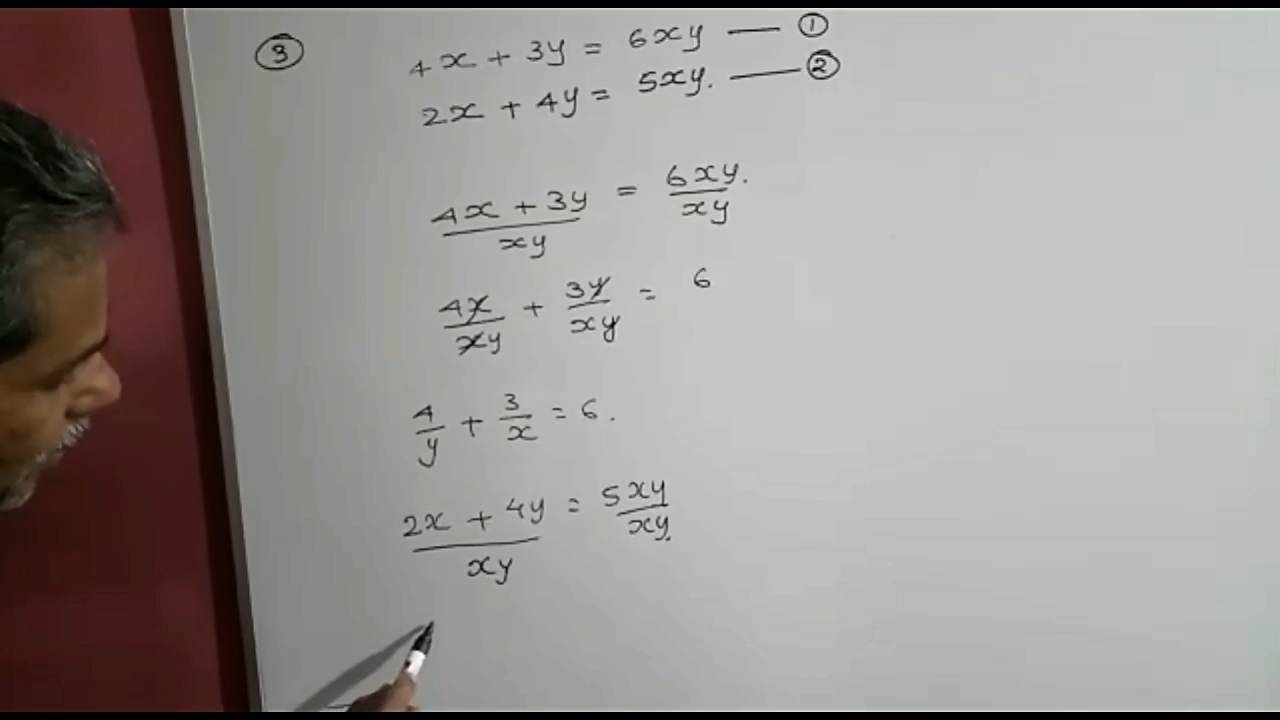 ③ 4x + 3y = 6xy — ①
2x + 4y = 5xy. — ②
(4x + 3y)/(xy) = (6xy.)/(xy)
4x/xy + 3y/xy = 6
4/y + 3/x = 6.
(2x + 4y)/(xy) = 5xy/xy.